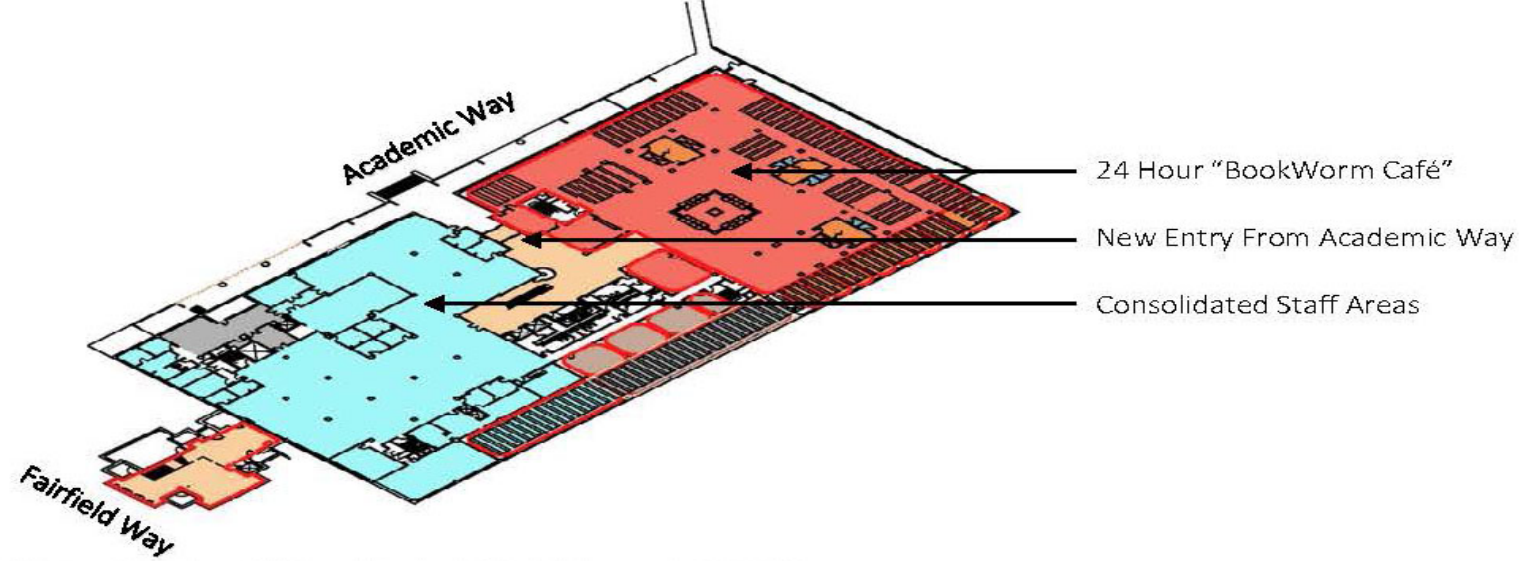 Academic Way
24 Hour “BookWorm Café”
New Entry From Academic Way
Consolidated Staff Areas
Fairfield Way